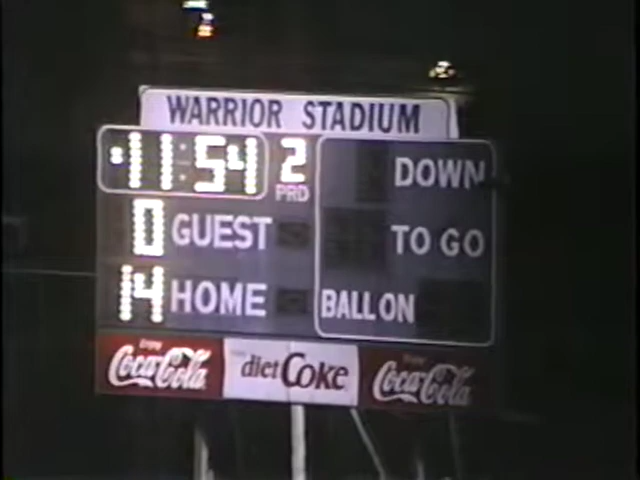 WARRIOR STADIUM
11:54 2 DOWN
PRD
0 GUEST TO GO
14 HOME BALL ON
Enjoy Coca-Cola diet Coke Coca-Cola